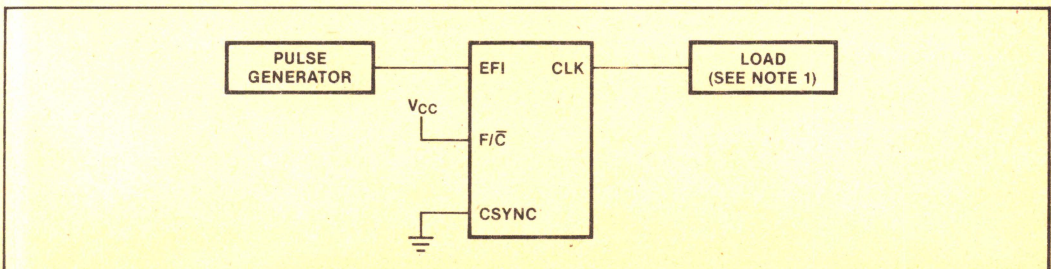 PULSE
GENERATOR
EFI
CLK
LOAD
(SEE NOTE 1)
VCC
F/C̅
CSYNC